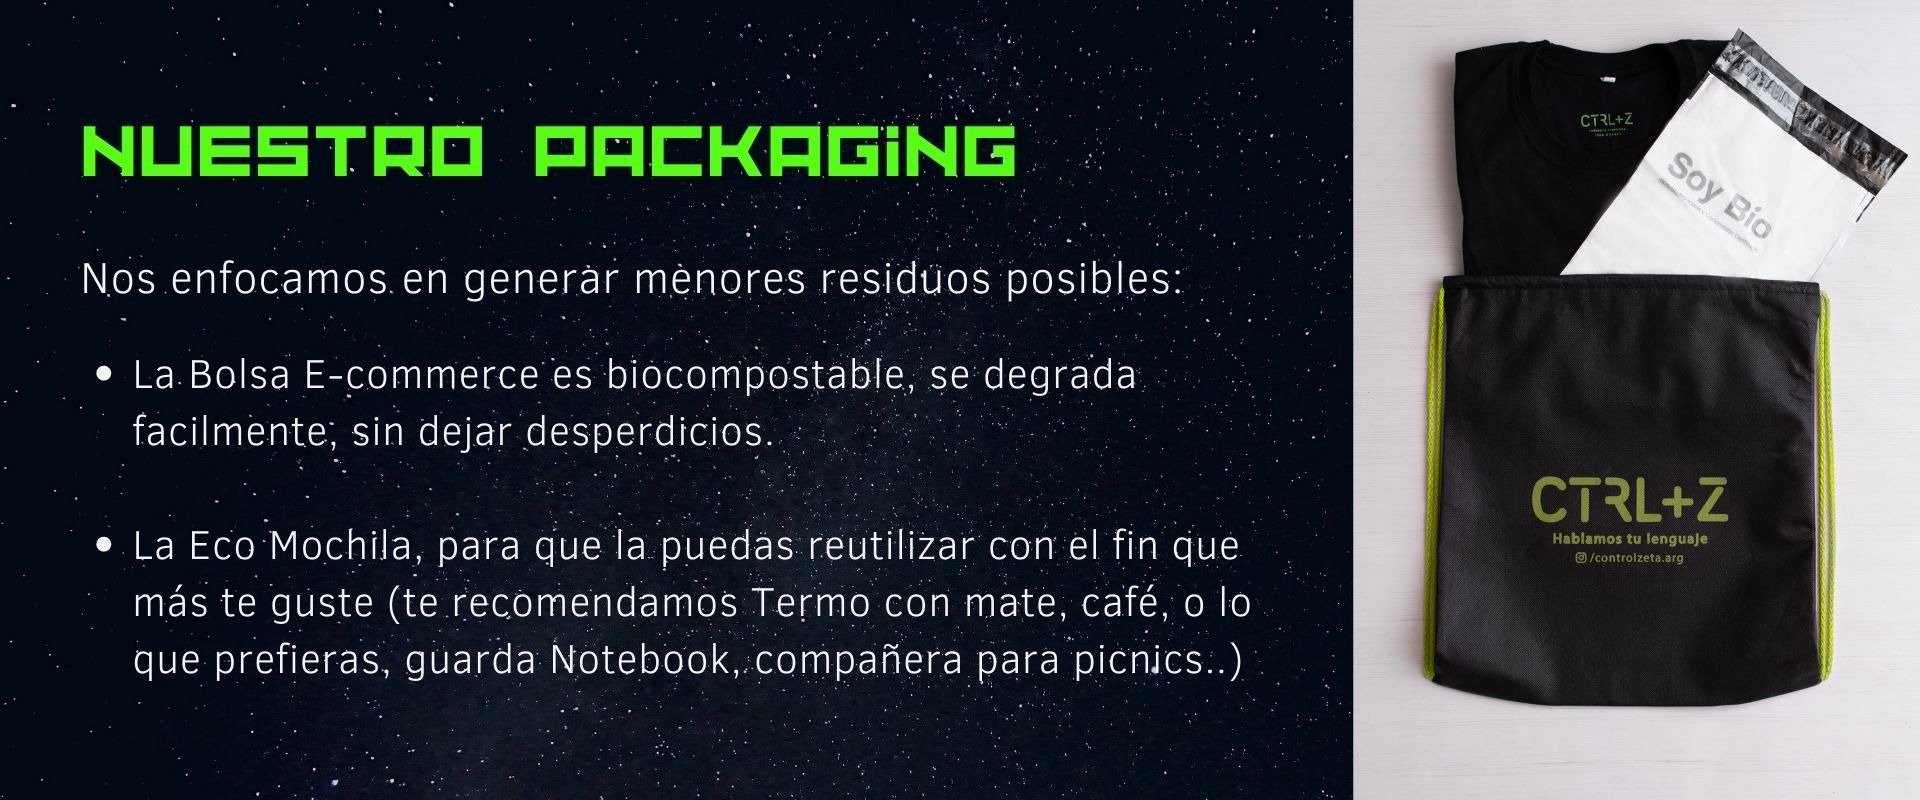 NUESTRO PACKAGING
Nos enfocamos en generar menores residuos posibles:
• La Bolsa E-commerce es biocompostable, se degrada
facilmente, sin dejar desperdicios.
• La Eco Mochila, para que la puedas reutilizar con el fin que
más te guste (te recomendamos Termo con mate, café, o lo
que prefieras, guarda Notebook, compañera para picnics..)
CTRL+Z
Soy Bío
CTRL+Z
Hablamos tu lenguaje
/controlzeta.arg